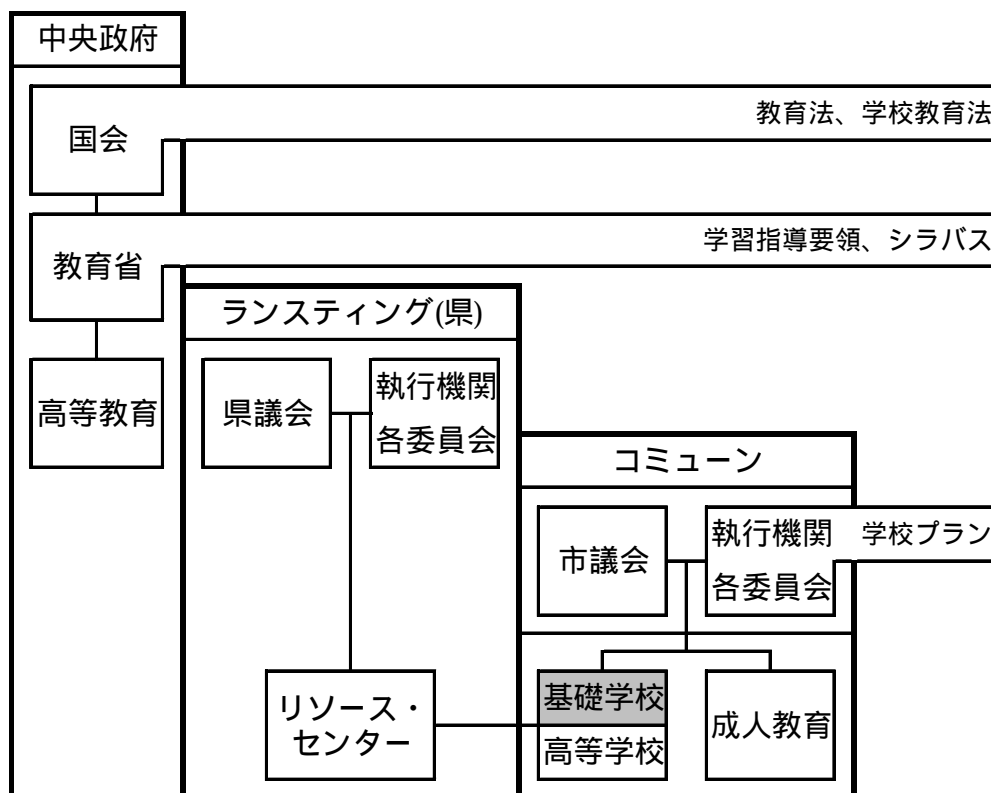 中央政府
国会
教育法、学校教育法
教育省
学習指導要領、シラバス
高等教育
ランスティング(県)
県議会
執行機関
各委員会
コミューン
市議会
執行機関
各委員会
学校プラン
リソース・
センター
基礎学校
高等学校
成人教育